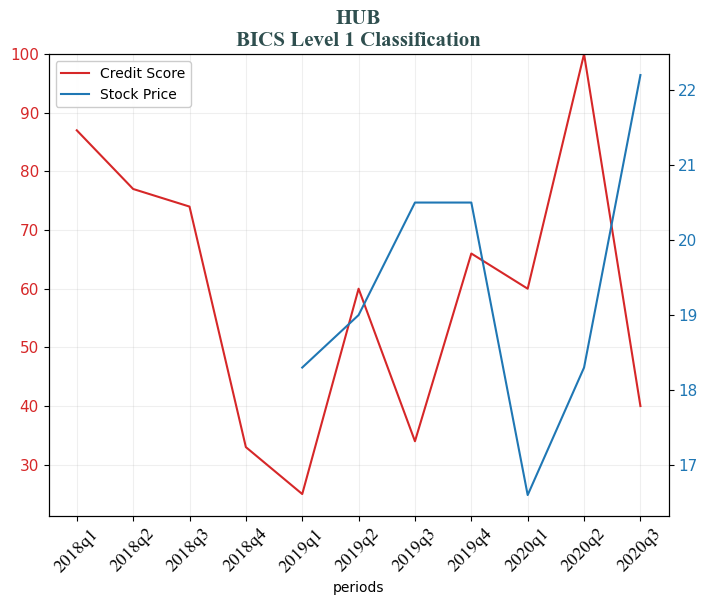 HUB
BICS Level 1 Classification
Credit Score
Stock Price
100
90
80
70
60
50
40
30
22
21
20
19
18
17
2018q1
2018q2
2018q3
2018q4
2019q1
2019q2
2019q3
2019q4
2020q1
2020q2
2020q3
periods